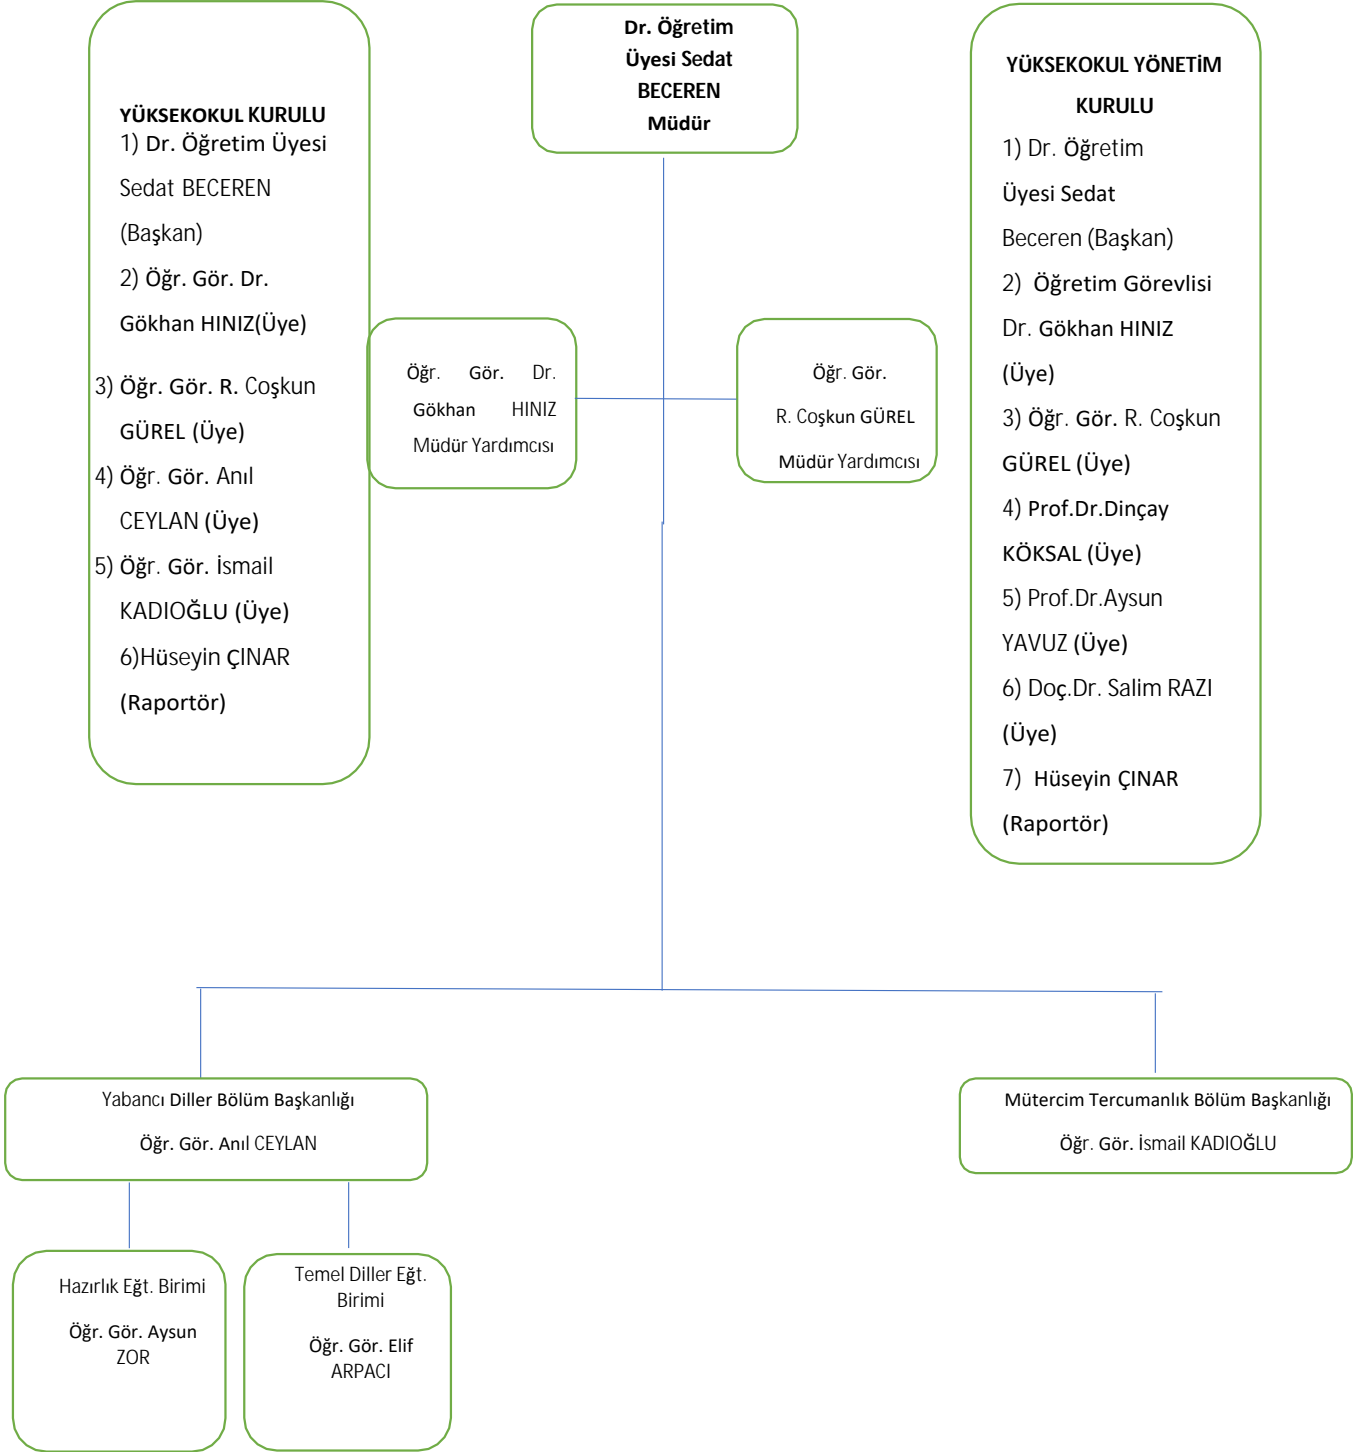 Dr. Öğretim
Üyesi Sedat
BECEREN
Müdür
YÜKSEKOKUL KURULU
1) Dr. Öğretim Üyesi
Sedat BECEREN
(Başkan)
2) Öğr. Gör. Dr.
Gökhan HINIZ(Üye)
3) Öğr. Gör. R. Coşkun
GÜREL (Üye)
4) Öğr. Gör. Anıl
CEYLAN (Üye)
5) Öğr. Gör. İsmail
KADIOĞLU (Üye)
6)Hüseyin ÇINAR
(Raportör)
Öğr. Gör. Dr.
Gökhan HINIZ
Müdür Yardımcısı
Öğr. Gör.
R. Coşkun GÜREL
Müdür Yardımcısı
YÜKSEKOKUL YÖNETİM
KURULU
1) Dr. Öğretim
Üyesi Sedat
Beceren (Başkan)
2) Öğretim Görevlisi
Dr. Gökhan HINIZ
(Üye)
3) Öğr. Gör. R. Coşkun
GÜREL (Üye)
4) Prof.Dr.Dinçay
KÖKSAL (Üye)
5) Prof.Dr.Aysun
YAVUZ (Üye)
6) Doç.Dr. Salim RAZI
(Üye)
7) Hüseyin ÇINAR
(Raportör)
Yabancı Diller Bölüm Başkanlığı
Öğr. Gör. Anıl CEYLAN
Mütercim Tercumanlık Bölüm Başkanlığı
Öğr. Gör. İsmail KADIOĞLU
Hazırlık Eğt. Birimi
Öğr. Gör. Aysun
ZOR
Temel Diller Eğt.
Birimi
Öğr. Gör. Elif
ARPACI